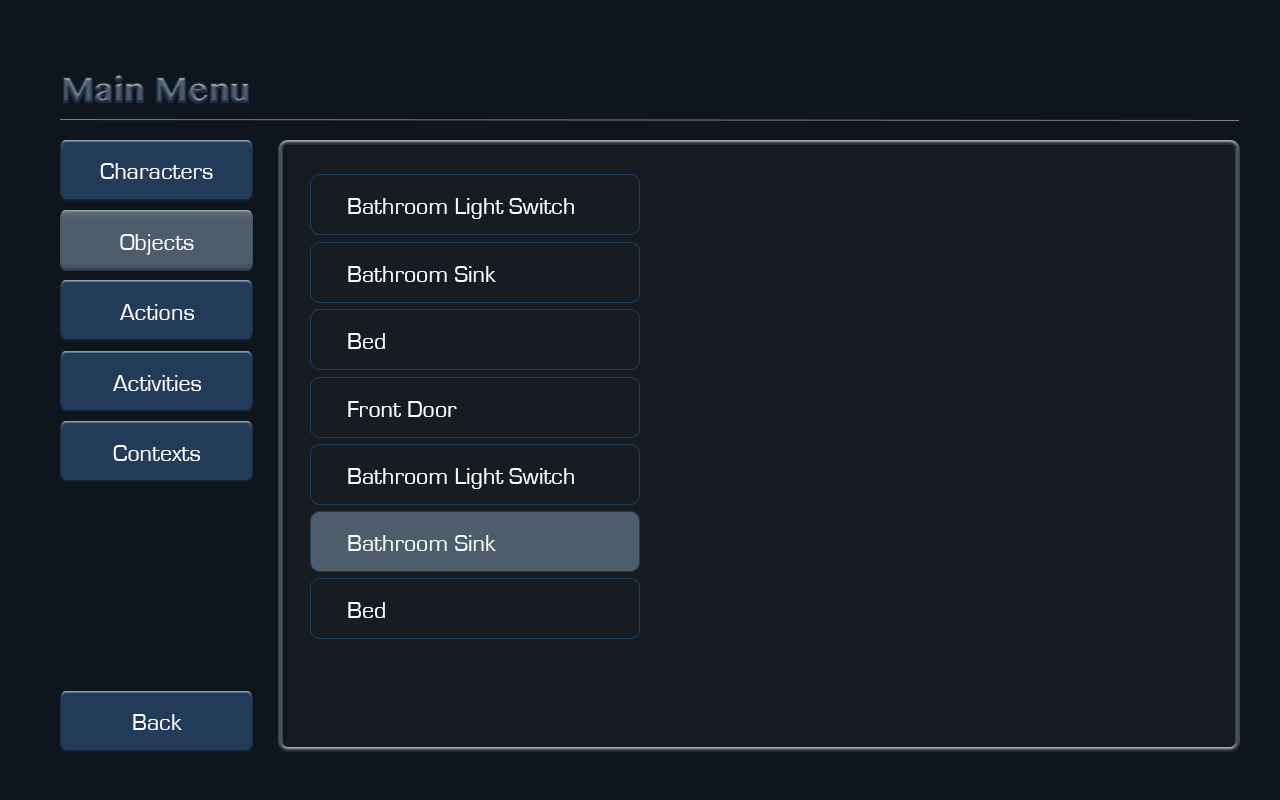 Main Menu
Characters
Objects
Actions
Activities
Contexts
Back
Bathroom Light Switch
Bathroom Sink
Bed
Front Door
Bathroom Light Switch
Bathroom Sink
Bed